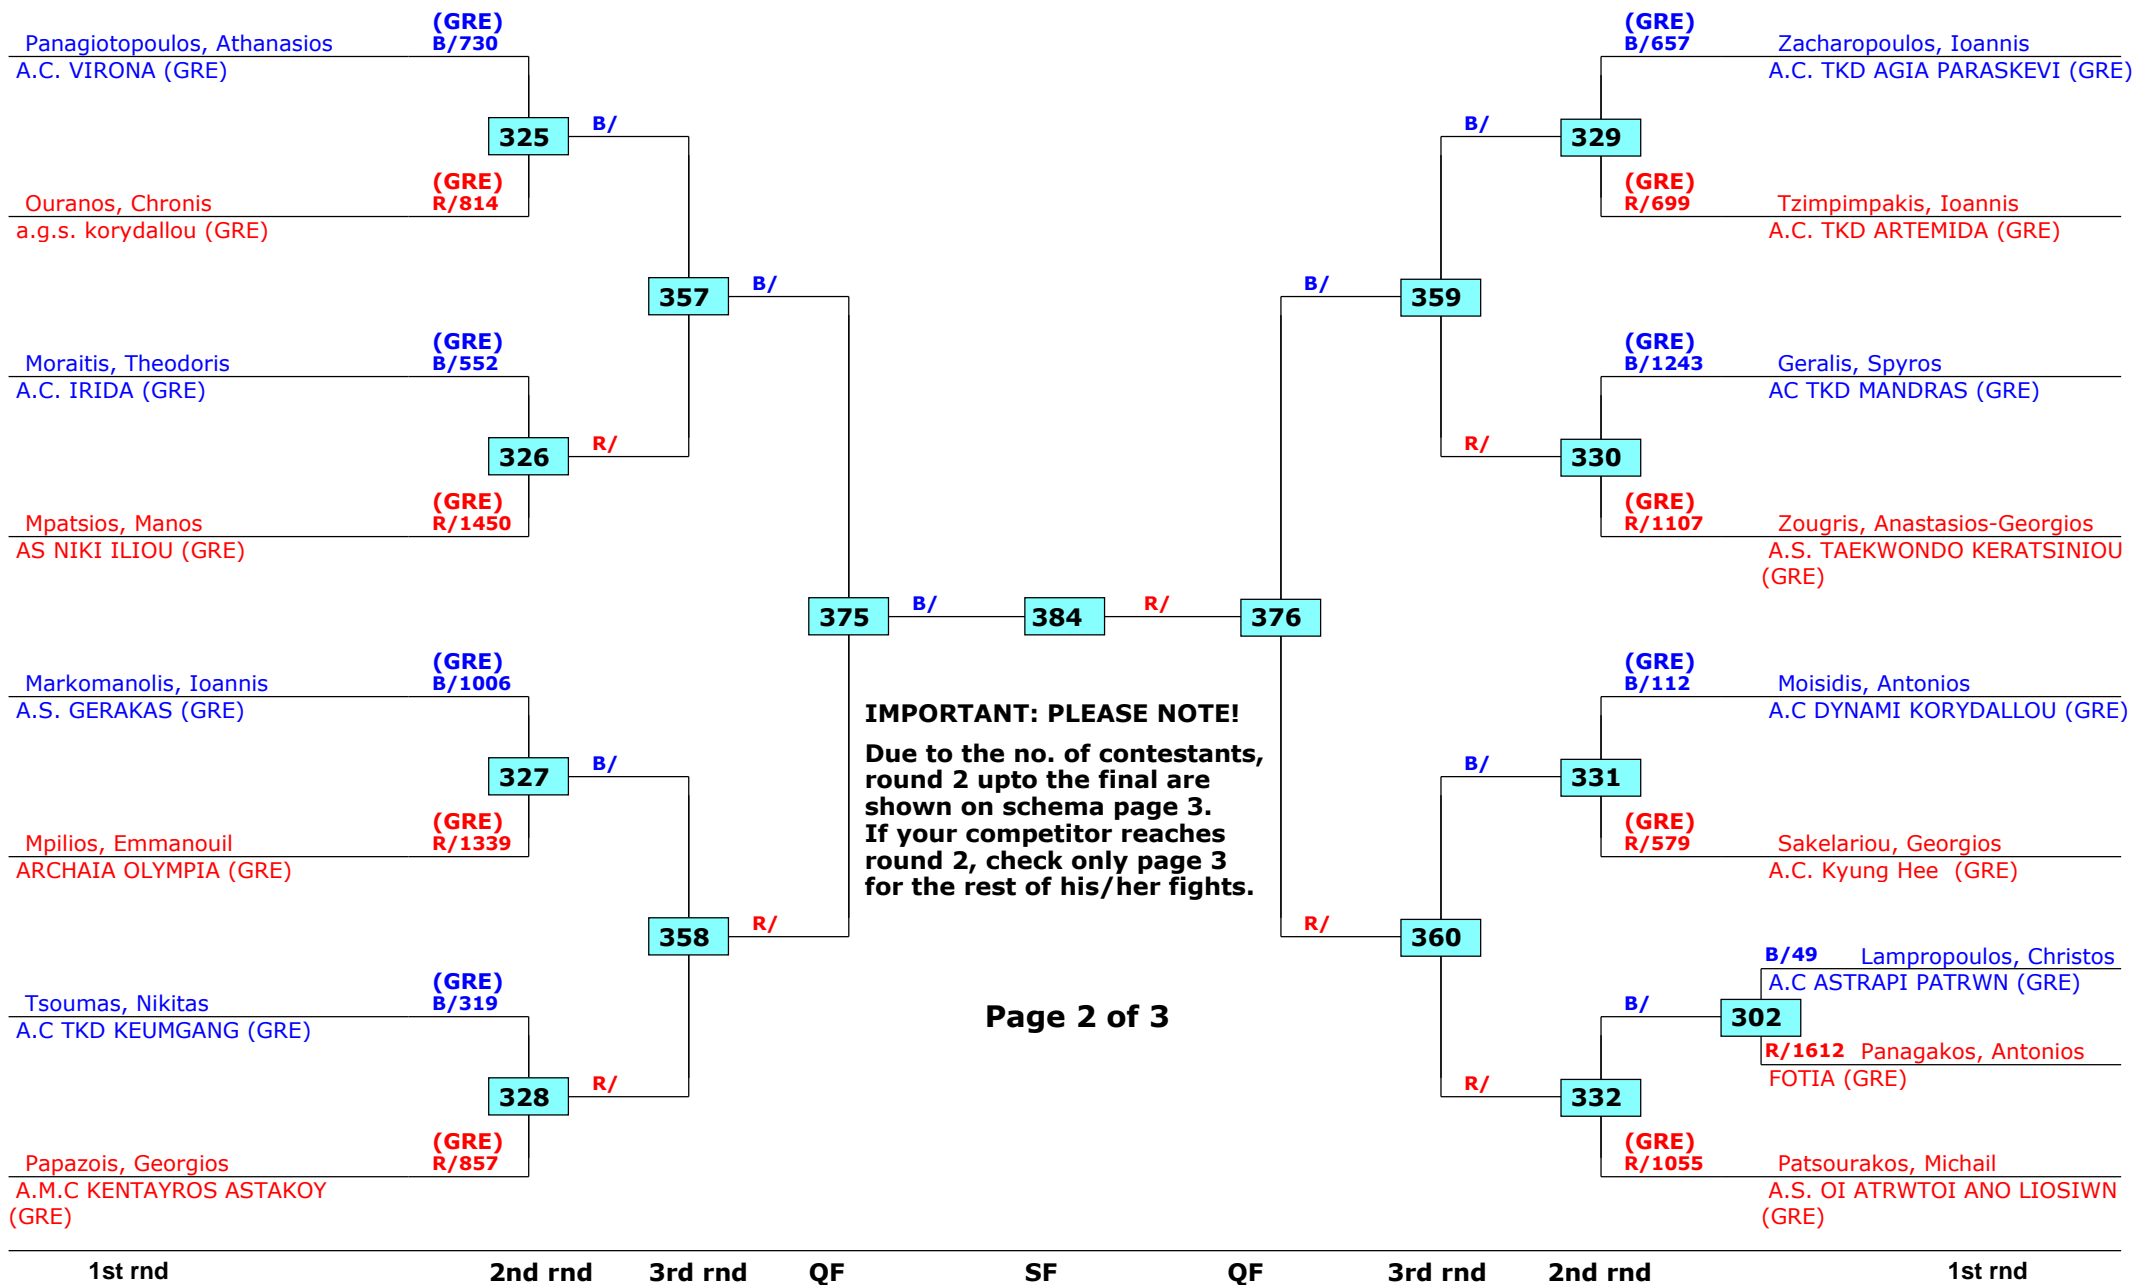 (GRE)
Panagiotopoulos, Athanasios B/730
A.C. VIRONA (GRE)
325 B/
(GRE)
Ouranos, Chronis R/814
a.g.s. korydallou (GRE)
357 B/
(GRE)
Moraitis, Theodoris B/552
A.C. IRIDA (GRE)
326 R/
(GRE)
Mpatsios, Manos R/1450
AS NIKI ILIOU (GRE)
375 B/ 384 R/ 376
(GRE)
Markomanolis, Ioannis B/1006
A.S. GERAKAS (GRE)
327 B/
(GRE)
Mpilios, Emmanouil R/1339
ARCHAIA OLYMPIA (GRE)
358 R/
(GRE)
Tsoumas, Nikitas B/319
A.C TKD KEUMGANG (GRE)
328 R/
(GRE)
Papazois, Georgios R/857
A.M.C KENTAYROS ASTAKOY
(GRE)
IMPORTANT: PLEASE NOTE!
Due to the no. of contestants,
round 2 upto the final are
shown on schema page 3.
If your competitor reaches
round 2, check only page 3
for the rest of his/her fights.
Page 2 of 3
(GRE)
B/657 Zacharopoulos, Ioannis
A.C. TKD AGIA PARASKEVI (GRE)
B/ 329
(GRE)
R/699 Tzimpimpakis, Ioannis
A.C. TKD ARTEMIDA (GRE)
B/ 359
(GRE)
B/1243 Geralis, Spyros
AC TKD MANDRAS (GRE)
R/ 330
(GRE)
R/1107 Zougris, Anastasios-Georgios
A.S. TAEKWONDO KERATSINIOU
(GRE)
(GRE)
B/112 Moisidis, Antonios
A.C DYNAMI KORYDALLOU (GRE)
B/ 331
(GRE)
R/579 Sakelariou, Georgios
A.C. Kyung Hee  (GRE)
R/ 360
B/49 Lampropoulos, Christos
A.C ASTRAPI PATRWN (GRE)
B/ 302
R/1612 Panagakos, Antonios
FOTIA (GRE)
R/ 332
(GRE)
R/1055 Patsourakos, Michail
A.S. OI ATRWTOI ANO LIOSIWN
(GRE)
1st rnd 2nd rnd 3rd rnd QF SF QF 3rd rnd 2nd rnd 1st rnd